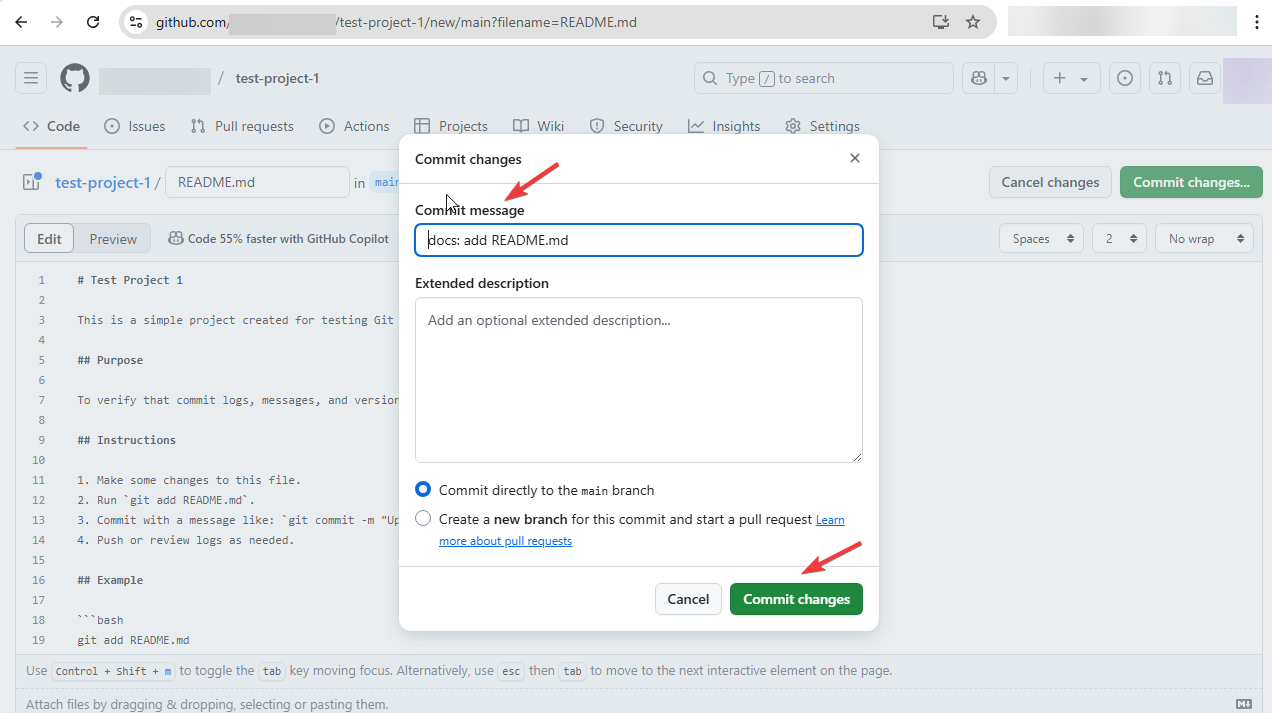 github.com/ /test-project-1/new/main?filename=README.md
/ test-project-1
Type / to search
Code Issues Pull requests Actions Projects Wiki Security Insights Settings
test-project-1 / README.md in main
Cancel changes Commit changes...
Edit Preview Code 55% faster with GitHub Copilot
Spaces 2 No wrap
1 # Test Project 1
2
3 This is a simple project created for testing Git
4
5 ## Purpose
6
7 To verify that commit logs, messages, and version
8
9 ## Instructions
10
11 1. Make some changes to this file.
12 2. Run `git add README.md`.
13 3. Commit with a message like: `git commit -m "Up
14 4. Push or review logs as needed.
15
16 ## Example
17
18 ```bash
19 git add README.md
Use Control + Shift + m to toggle the tab key moving focus. Alternatively, use esc then tab to move to the next interactive element on the page.
Attach files by dragging & dropping, selecting or pasting them.
Commit changes
Commit message
docs: add README.md
Extended description
Add an optional extended description...
Commit directly to the main branch
Create a new branch for this commit and start a pull request Learn
more about pull requests
Cancel Commit changes